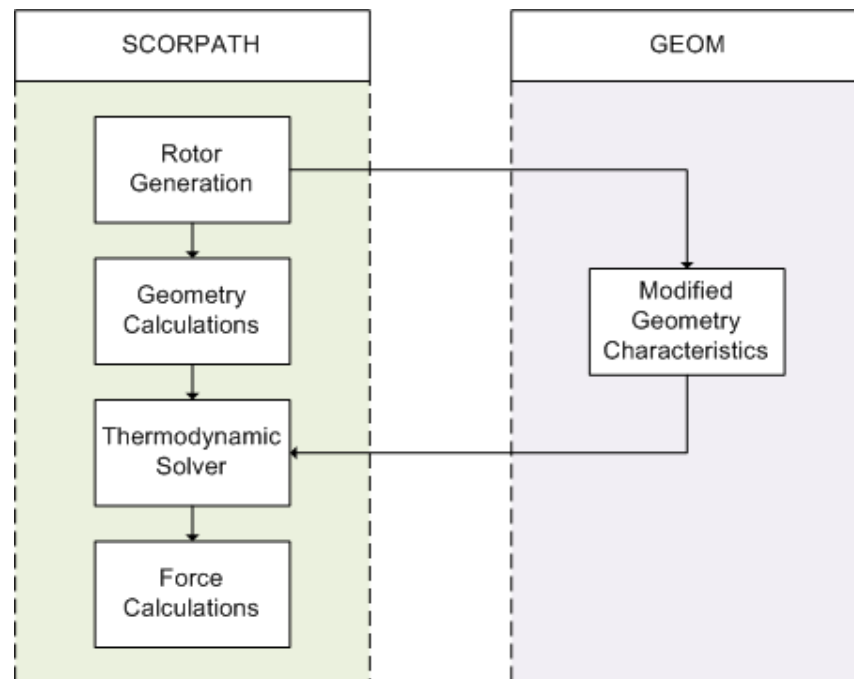 SCORPATH
GEOM
Rotor
Generation
Geometry
Calculations
Modified
Geometry
Characteristics
Thermodynamic
Solver
Force
Calculations